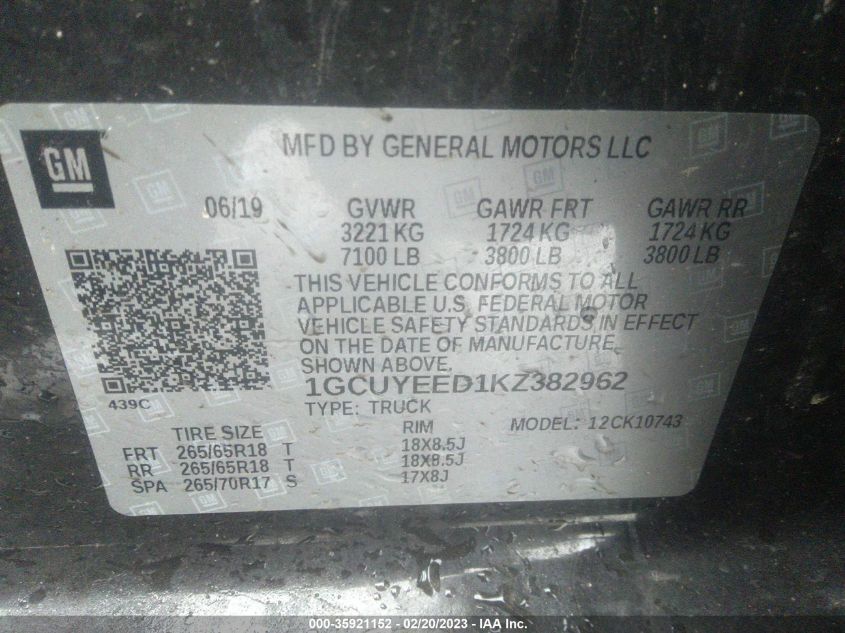 GM
MFD BY GENERAL MOTORS LLC
06/19 GVWR GAWR FRT GAWR RR
3221 KG 1724 KG 1724 KG
7100 LB 3800 LB 3800 LB
THIS VEHICLE CONFORMS TO ALL
APPLICABLE U.S. FEDERAL MOTOR
VEHICLE SAFETY STANDARDS IN EFFECT
ON THE DATE OF MANUFACTURE
SHOWN ABOVE.
439C
1GCUYEED1KZ382962
TYPE: TRUCK MODEL: 12CK10743
TIRE SIZE RIM
FRT 265/65R18 T 18X8.5J
RR 265/65R18 T 18X8.5J
SPA 265/70R17 S 17X8J
000-35921152 - 02/20/2023 - IAA Inc.